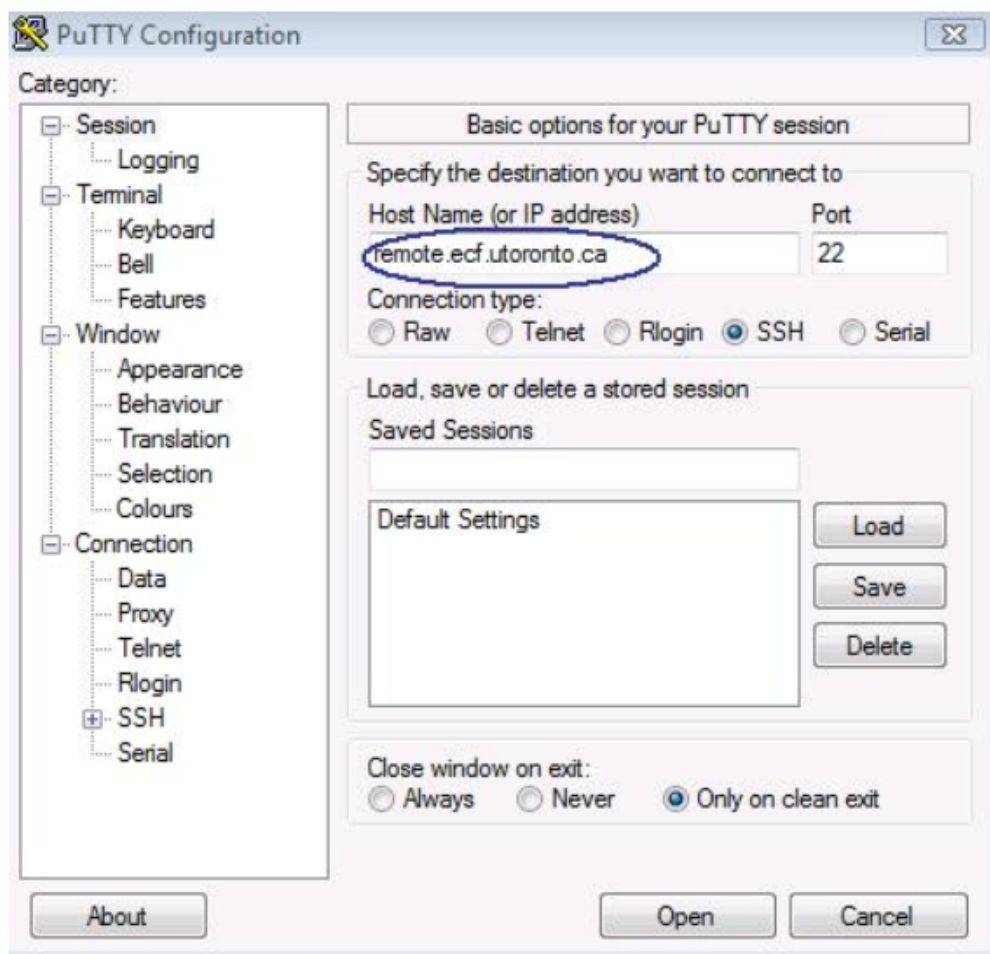 PuTTY Configuration
Category:
Session
Logging
Terminal
Keyboard
Bell
Features
Window
Appearance
Behaviour
Translation
Selection
Colours
Connection
Data
Proxy
Telnet
Rlogin
SSH
Serial
Basic options for your PuTTY session
Specify the destination you want to connect to
Host Name (or IP address) Port
remote.ecf.utoronto.ca 22
Connection type:
Raw Telnet Rlogin SSH Serial
Load, save or delete a stored session
Saved Sessions
Default Settings
Load
Save
Delete
Close window on exit:
Always Never Only on clean exit
About Open Cancel